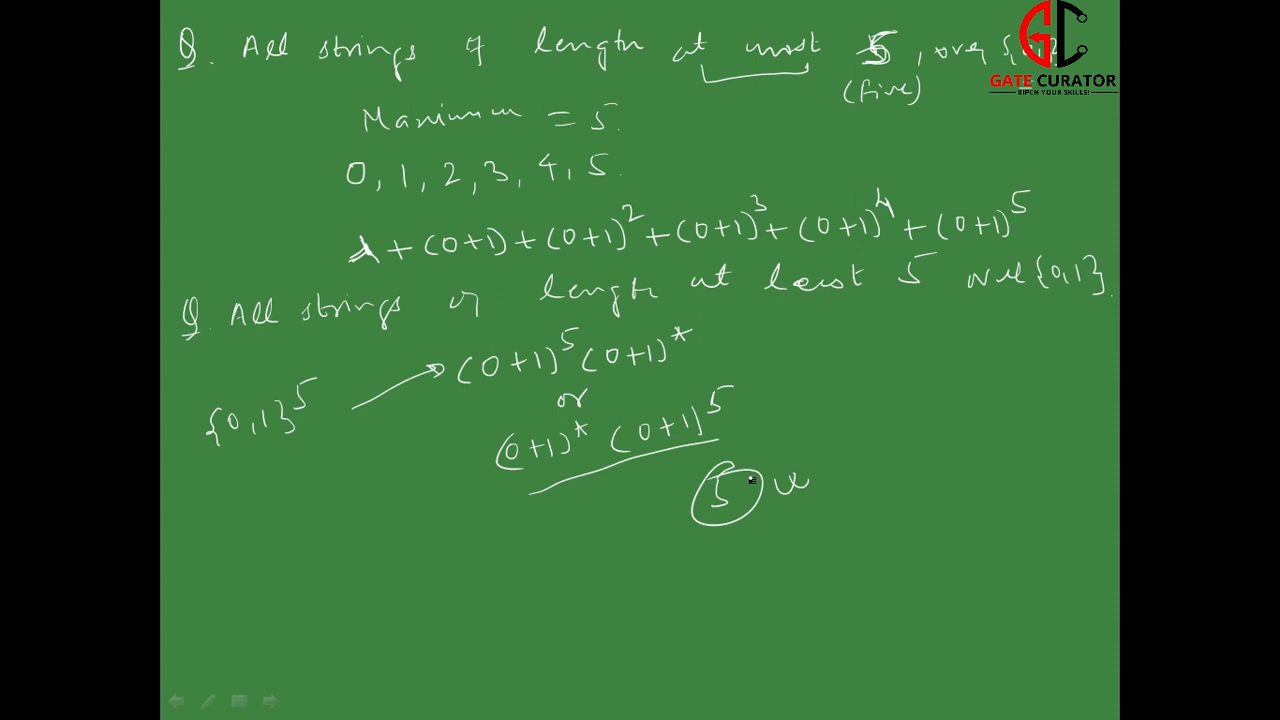 Q. All strings of length at most 5, over {0,1}
GATE CURATOR
RIPEN YOUR SKILLS!
(five)
Maximum = 5.
0, 1, 2, 3, 4, 5.
λ + (0+1) + (0+1)^2 + (0+1)^3 + (0+1)^4 + (0+1)^5
Q. All strings of length at least 5 over {0,1}.
(0+1)^5 (0+1)^*
{0,1}^5
or
(0+1)^* (0+1)^5
5